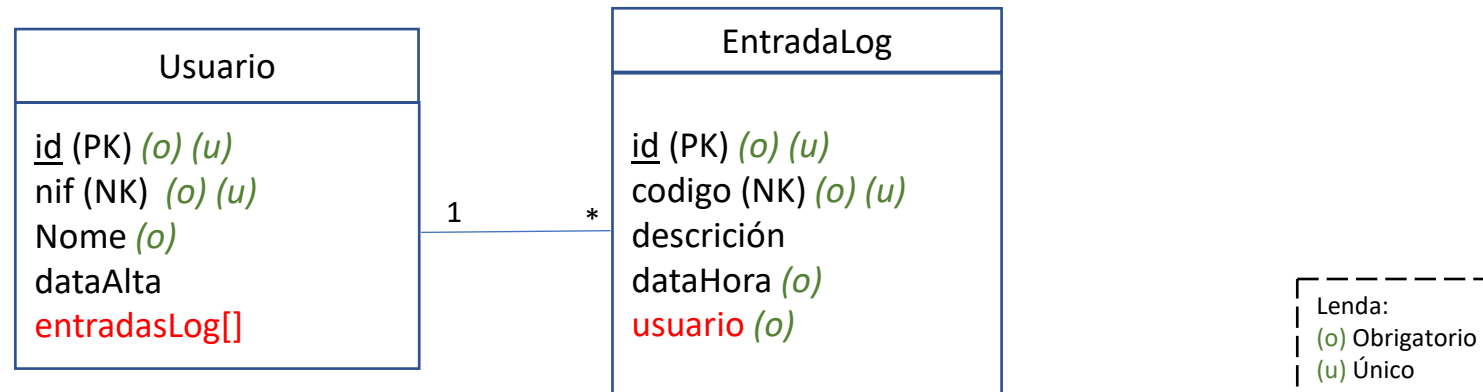 Usuario
id (PK) (o) (u)
nif (NK) (o) (u)
Nome (o)
dataAlta
entradasLog[]
1
*
EntradaLog
id (PK) (o) (u)
codigo (NK) (o) (u)
descrición
dataHora (o)
usuario (o)
Lenda:
(o) Obrigatorio
(u) Único